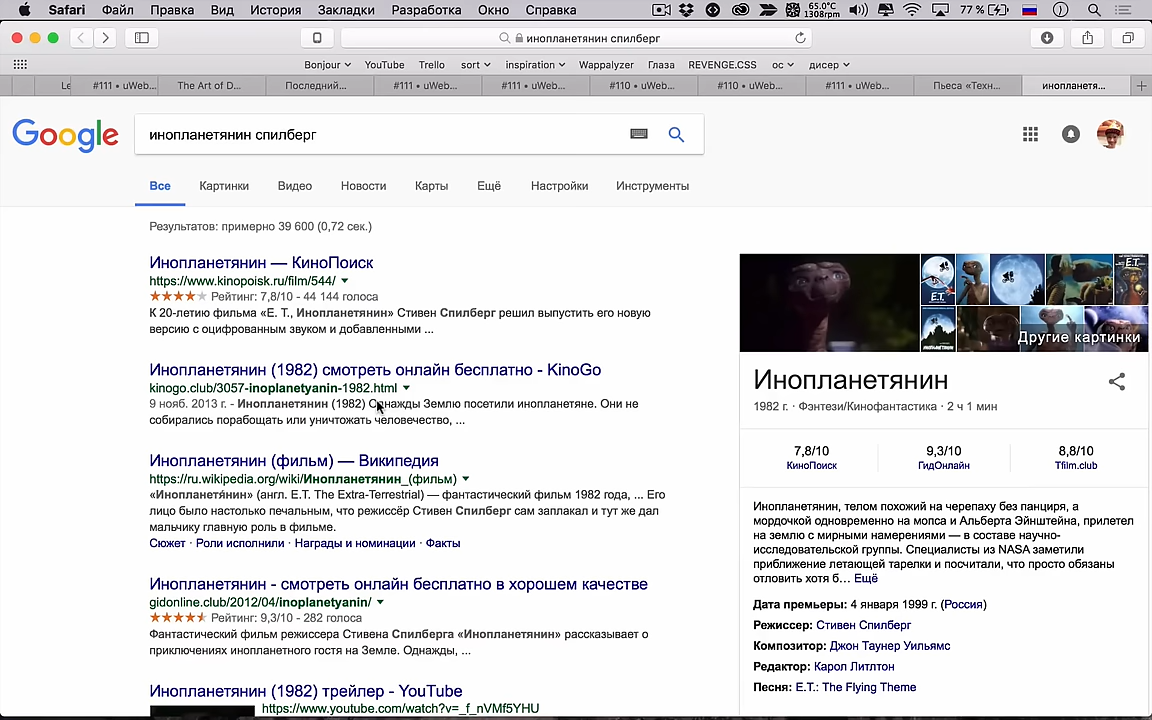 Safari Файл Правка Вид История Закладки Разработка Окно Справка 65.0°C 1308rpm 77 %
инопланетянин спилберг
Bonjour YouTube Trello sort inspiration Wappalyzer Глаза REVENGE.CSS ос дисер
Le #111 • uWeb... The Art of D... Последний... #111 • uWeb... #111 • uWeb... #110 • uWeb... #110 • uWeb... #111 • uWeb... Пьеса «Техн... инопланетя...
Google инопланетянин спилберг
Все Картинки Видео Новости Карты Ещё Настройки Инструменты
Результатов: примерно 39 600 (0,72 сек.)
Инопланетянин — КиноПоиск
https://www.kinopoisk.ru/film/544/
Рейтинг: 7,8/10 - 44 144 голоса
К 20-летию фильма «Е. Т., Инопланетянин» Стивен Спилберг решил выпустить его новую
версию с оцифрованным звуком и добавленными ...
Инопланетянин (1982) смотреть онлайн бесплатно - KinoGo
kinogo.club/3057-inoplanetyanin-1982.html
9 нояб. 2013 г. - Инопланетянин (1982) Однажды Землю посетили инопланетяне. Они не
собирались порабощать или уничтожать человечество, ...
Инопланетянин (фильм) — Википедия
https://ru.wikipedia.org/wiki/Инопланетянин_(фильм)
«Инопланетя́нин» (англ. E.T. The Extra-Terrestrial) — фантастический фильм 1982 года, ... Его
лицо было настолько печальным, что режиссёр Стивен Спилберг сам заплакал и тут же дал
мальчику главную роль в фильме.
Сюжет · Роли исполнили · Награды и номинации · Факты
Инопланетянин - смотреть онлайн бесплатно в хорошем качестве
gidonline.club/2012/04/inoplanetyanin/
Рейтинг: 9,3/10 - 282 голоса
Фантастический фильм режиссера Стивена Спилберга «Инопланетянин» рассказывает о
приключениях инопланетного гостя на Земле. Однажды, ...
Инопланетянин (1982) трейлер - YouTube
https://www.youtube.com/watch?v=_f_nVMf5YHU
E.T.
E.T.
Другие картинки
Инопланетянин
1982 г. · Фэнтези/Кинофантастика · 2 ч 1 мин
7,8/10 9,3/10 8,8/10
КиноПоиск ГидОнлайн Tfilm.club
Инопланетянин, телом похожий на черепаху без панциря, а
мордочкой одновременно на мопса и Альберта Эйнштейна, прилетел
на землю с мирными намерениями — в составе научно-
исследовательской группы. Специалисты из NASA заметили
приближение летающей тарелки и посчитали, что просто обязаны
отловить хотя б... Ещё
Дата премьеры: 4 января 1999 г. (Россия)
Режиссер: Стивен Спилберг
Композитор: Джон Таунер Уильямс
Редактор: Карол Литлтон
Песня: E.T.: The Flying Theme